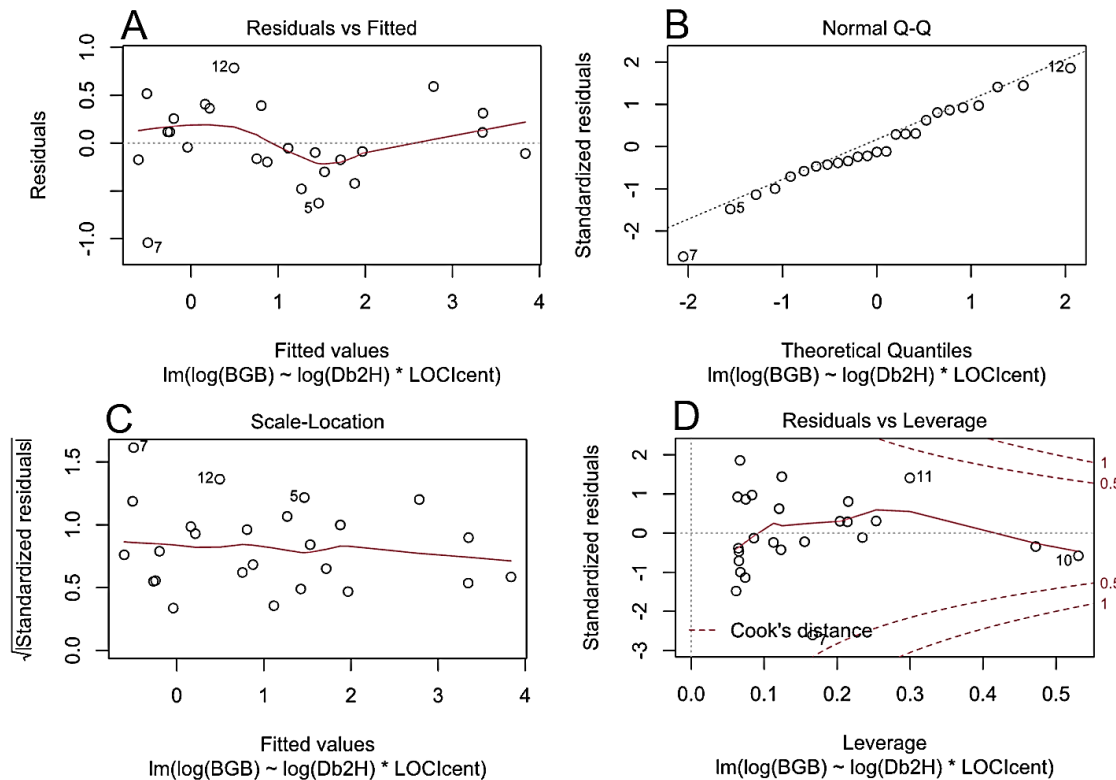 A
Residuals vs Fitted
Residuals
1.0
0.5
0.0
-1.0
12
5
7
0 1 2 3 4
Fitted values
lm(log(BGB) ~ log(Db2H) * LOCIcent)
B
Normal Q-Q
Standardized residuals
2
1
0
-2
12
5
7
-2 -1 0 1 2
Theoretical Quantiles
lm(log(BGB) ~ log(Db2H) * LOCIcent)
C
Scale-Location
√|Standardized residuals|
1.5
1.0
0.5
0.0
7
12
5
0 1 2 3 4
Fitted values
lm(log(BGB) ~ log(Db2H) * LOCIcent)
D
Residuals vs Leverage
Standardized residuals
2
1
0
-1
-2
-3
11
10
7
1
0.5
0.5
1
Cook's distance
0.0 0.1 0.2 0.3 0.4 0.5
Leverage
lm(log(BGB) ~ log(Db2H) * LOCIcent)